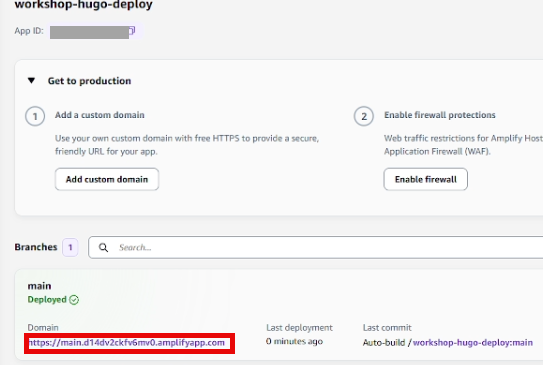 workshop-hugo-deploy
App ID:
Get to production
1 Add a custom domain
Use your own custom domain with free HTTPS to provide a secure,
friendly URL for your app.
Add custom domain
2 Enable firewall protections
Web traffic restrictions for Amplify Host
Application Firewall (WAF).
Enable firewall
Branches 1 Search...
main
Deployed
Domain
https://main.d14dv2ckfv6mv0.amplifyapp.com
Last deployment
0 minutes ago
Last commit
Auto-build / workshop-hugo-deploy:main